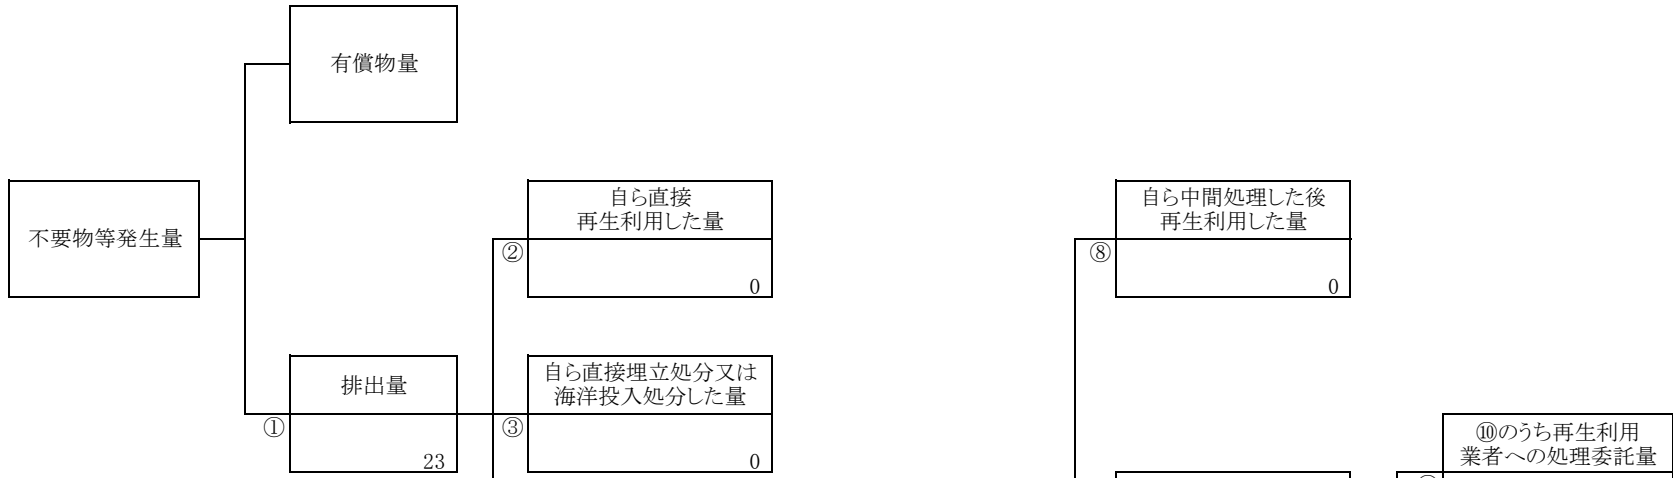 有償物量
不要物等発生量
自ら直接
再生利用した量
②
0
自ら中間処理した後
再生利用した量
⑧
0
排出量
①
23
自ら直接埋立処分又は
海洋投入処分した量
③
0
⑩のうち再生利用
業者への処理委託量